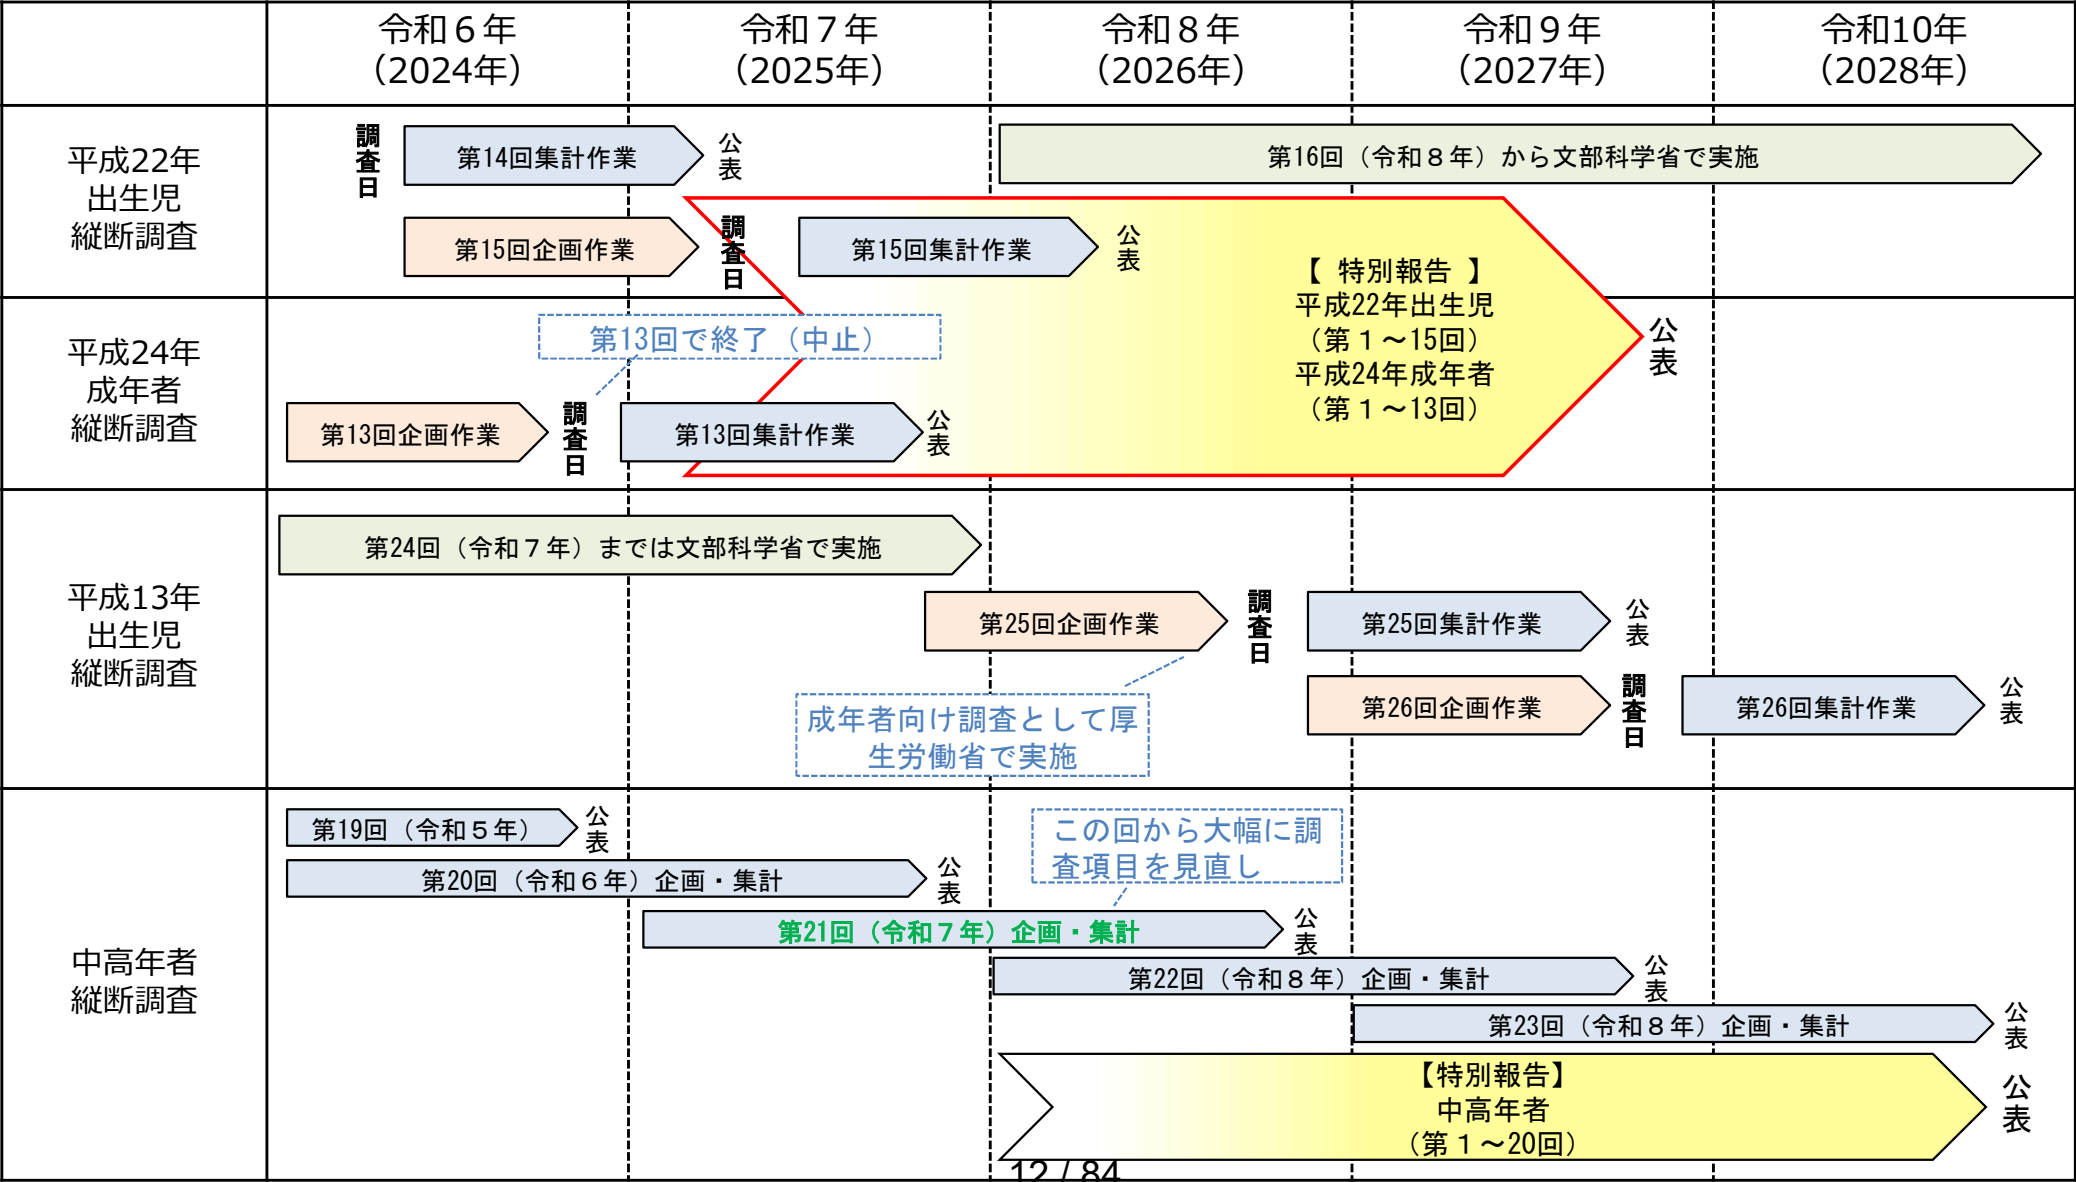 令和６年
（2024年）
令和７年
（2025年）
令和８年
（2026年）
令和９年
（2027年）
令和10年
（2028年）
平成22年
出生児
縦断調査
調査日
第14回集計作業
公表
第16回（令和８年）から文部科学省で実施
第15回企画作業
調査日
第15回集計作業
公表
【 特別報告 】
平成22年出生児
（第１～15回）
平成24年成年者
（第１～13回）
公表
平成24年
成年者
縦断調査
第13回で終了（中止）
第13回企画作業
調査日
第13回集計作業
公表
平成13年
出生児
縦断調査
第24回（令和７年）までは文部科学省で実施
第25回企画作業
調査日
第25回集計作業
公表
成年者向け調査として厚
生労働省で実施
第26回企画作業
調査日
第26回集計作業
公表
中高年者
縦断調査
第19回（令和５年）
公表
第20回（令和６年）企画・集計
公表
この回から大幅に調
査項目を見直し
第21回（令和７年）企画・集計
公表
第22回（令和８年）企画・集計
公表
第23回（令和８年）企画・集計
公表
【特別報告】
中高年者
（第１～20回）
公表
12 / 84